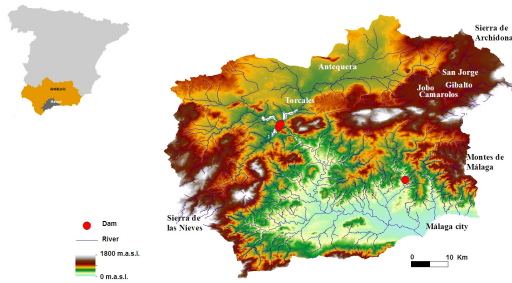 Sierra de
Archidona
Antequera
San Jorge
Jobo
Gibalto
Camarolos
Torcales
Montes de
Málaga
Sierra de
las Nieves
Málaga city
Dam
River
1800 m.a.s.l.
0 m.a.s.l.
0 10 Km